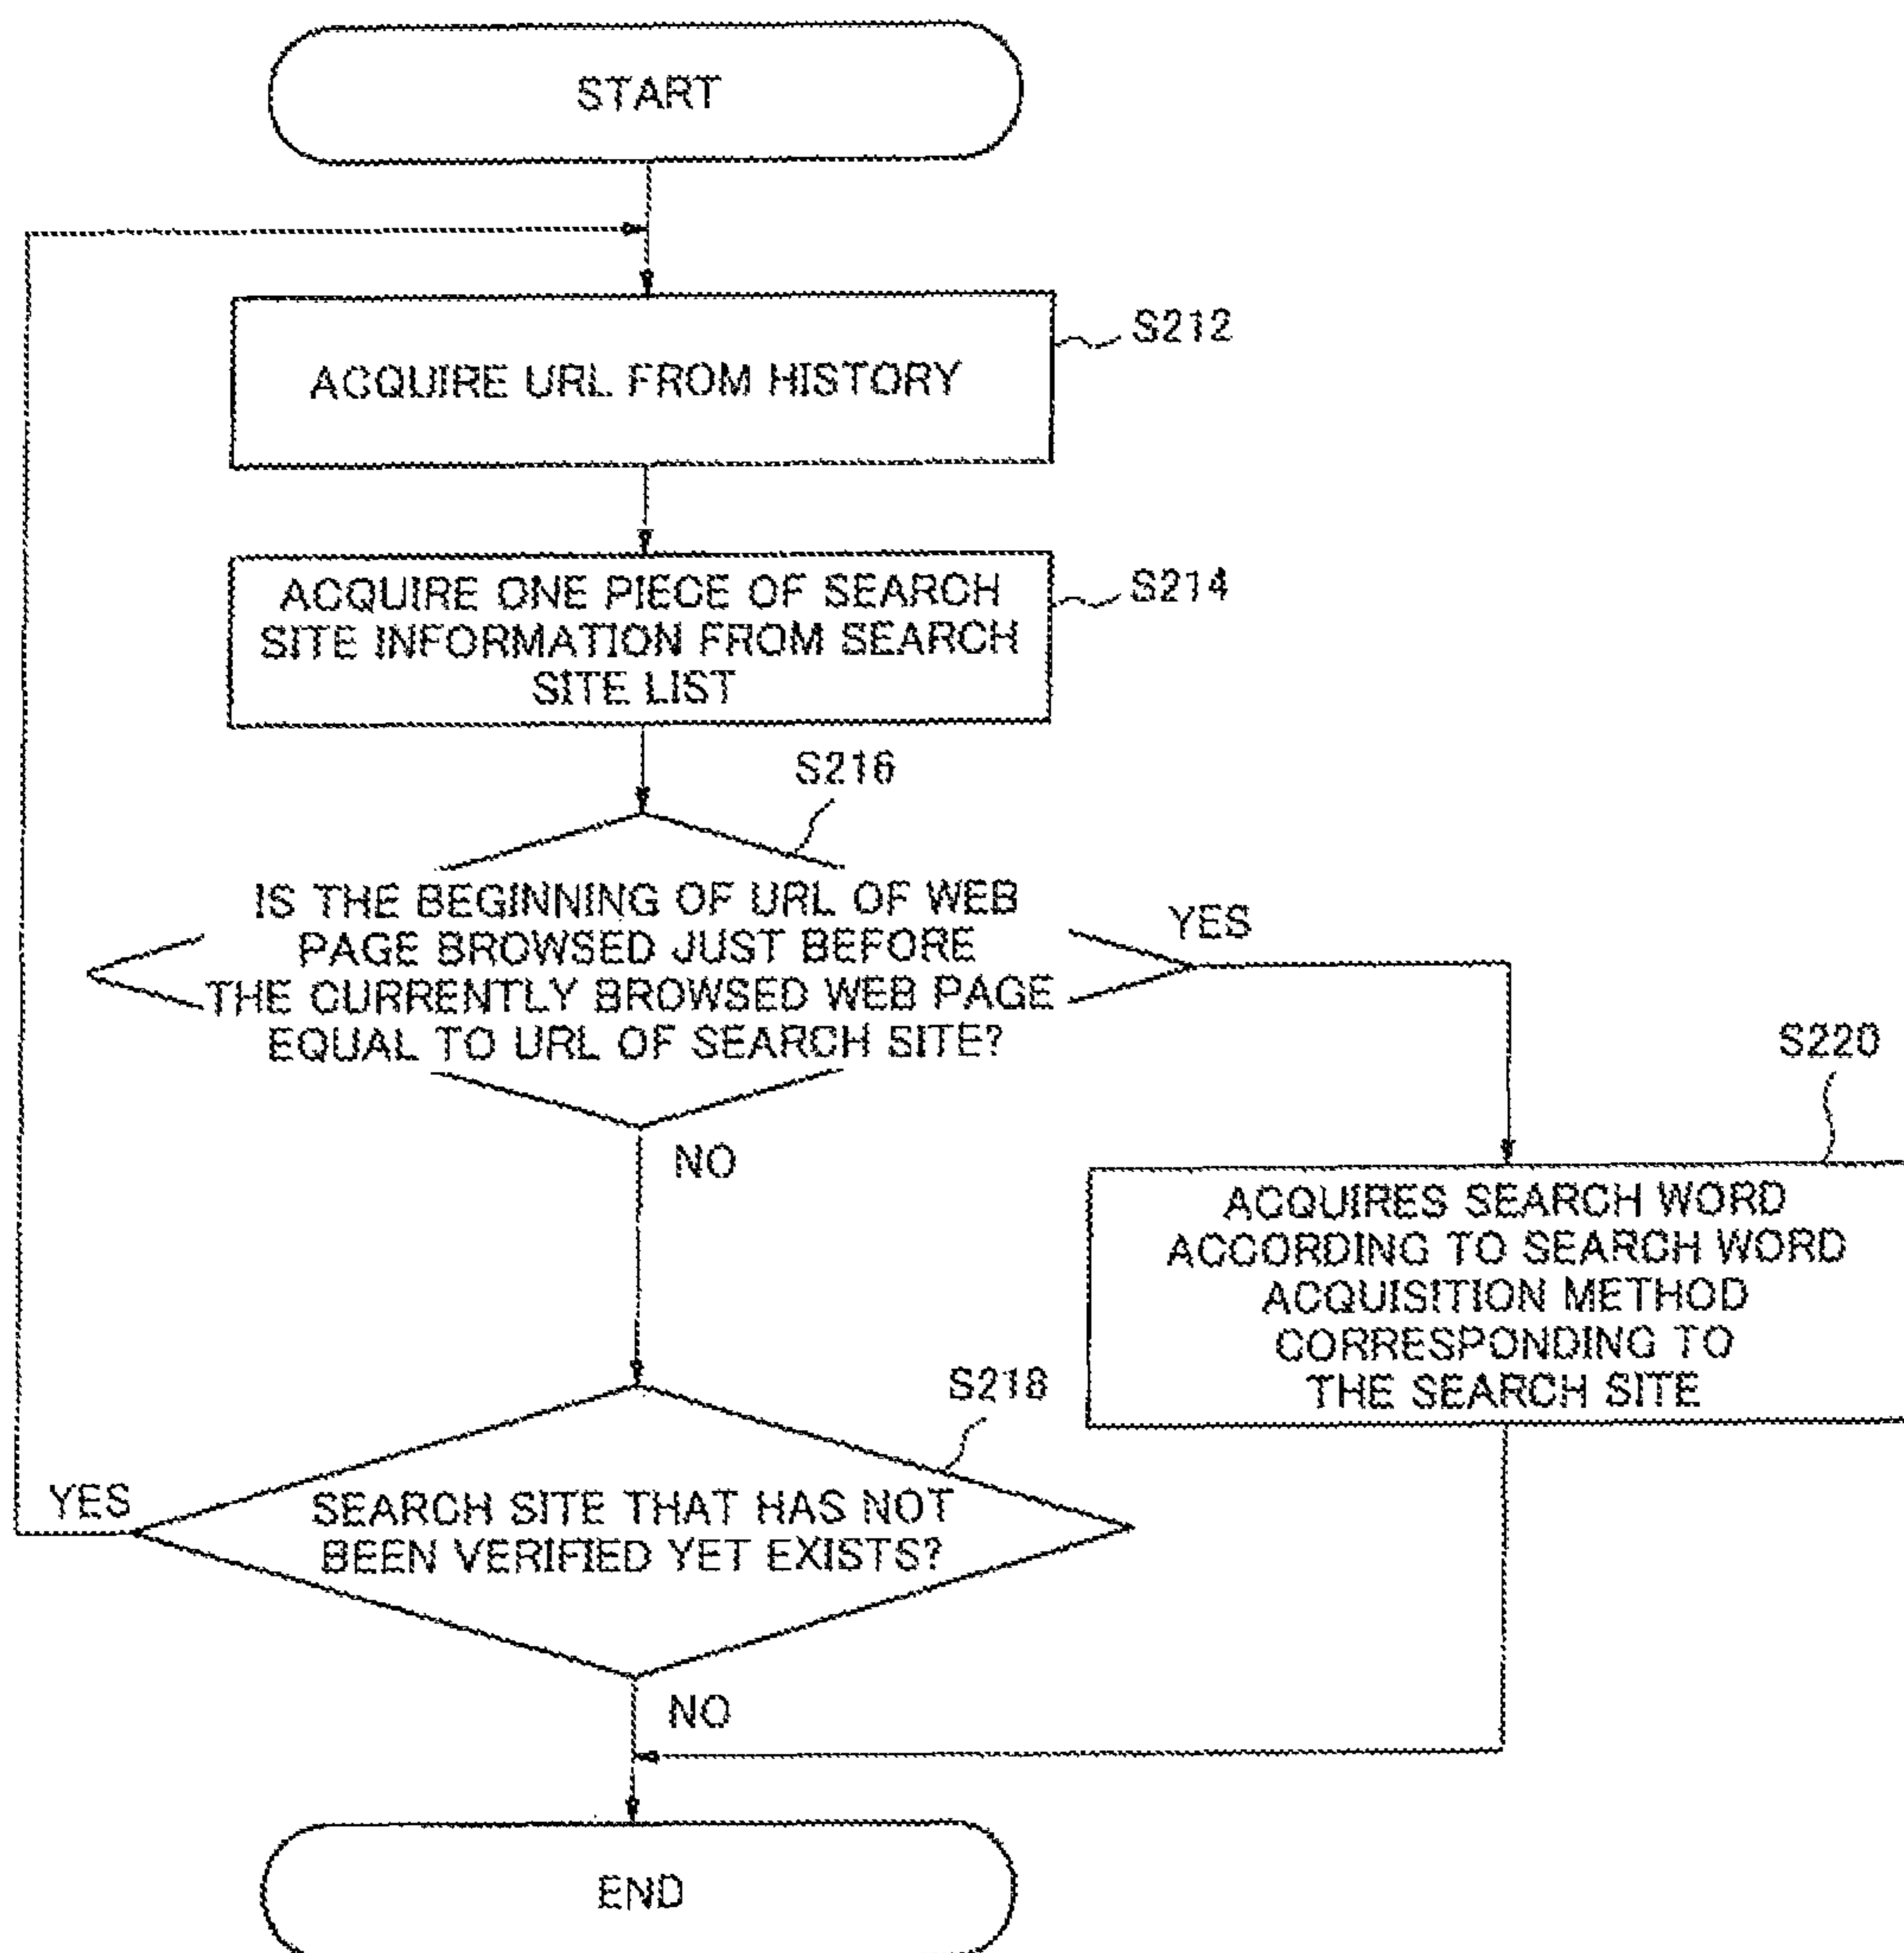 START
S212
ACQUIRE URL FROM HISTORY
S214
ACQUIRE ONE PIECE OF SEARCH
SITE INFORMATION FROM SEARCH
SITE LIST
S216
IS THE BEGINNING OF URL OF WEB
PAGE BROWSED JUST BEFORE
THE CURRENTLY BROWSED WEB PAGE
EQUAL TO URL OF SEARCH SITE?
YES
NO
S220
ACQUIRES SEARCH WORD
ACCORDING TO SEARCH WORD
ACQUISITION METHOD
CORRESPONDING TO
THE SEARCH SITE
S218
SEARCH SITE THAT HAS NOT
BEEN VERIFIED YET EXISTS?
YES
NO
END